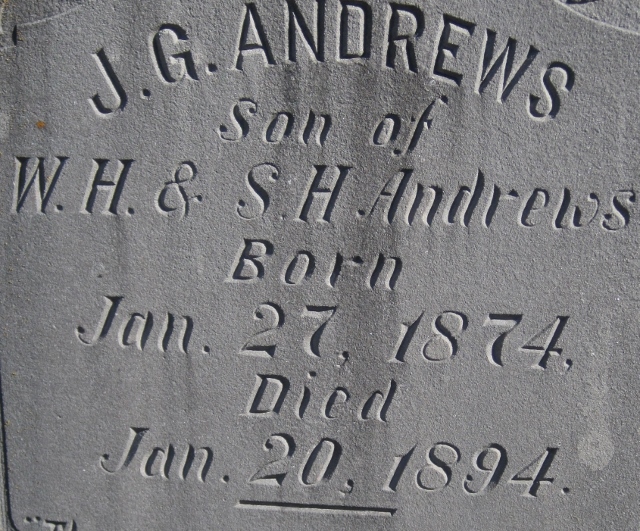 J. G. ANDREWS
Son of
W. H. & S. H. Andrews
Born
Jan. 27, 1874,
Died
Jan. 20, 1894.